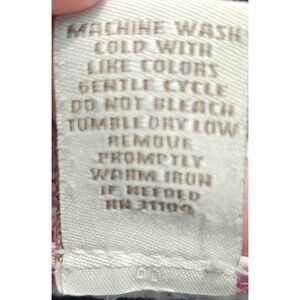 MACHINE WASH
COLD WITH
LIKE COLORS
GENTLE CYCLE
DO NOT BLEACH
TUMBLE DRY LOW
REMOVE
PROMPTLY
WARM IRON
IF NEEDED
RN 31104